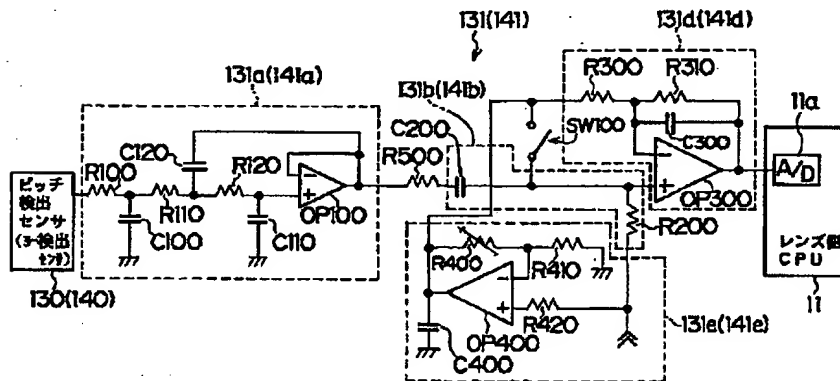 131(141)
131d(141d)
131a(141a)
131b(141b)
R300
R310
11a
C120
C200
SW100
C300
A/D
R100
R120
R500
OP100
OP300
ピッチ
検出
センサ
(ヨー検出
センサ)
R110
C100
C110
R200
レンズ側
CPU
R400
R410
130(140)
R420
OP400
C400
131e(141e)
11